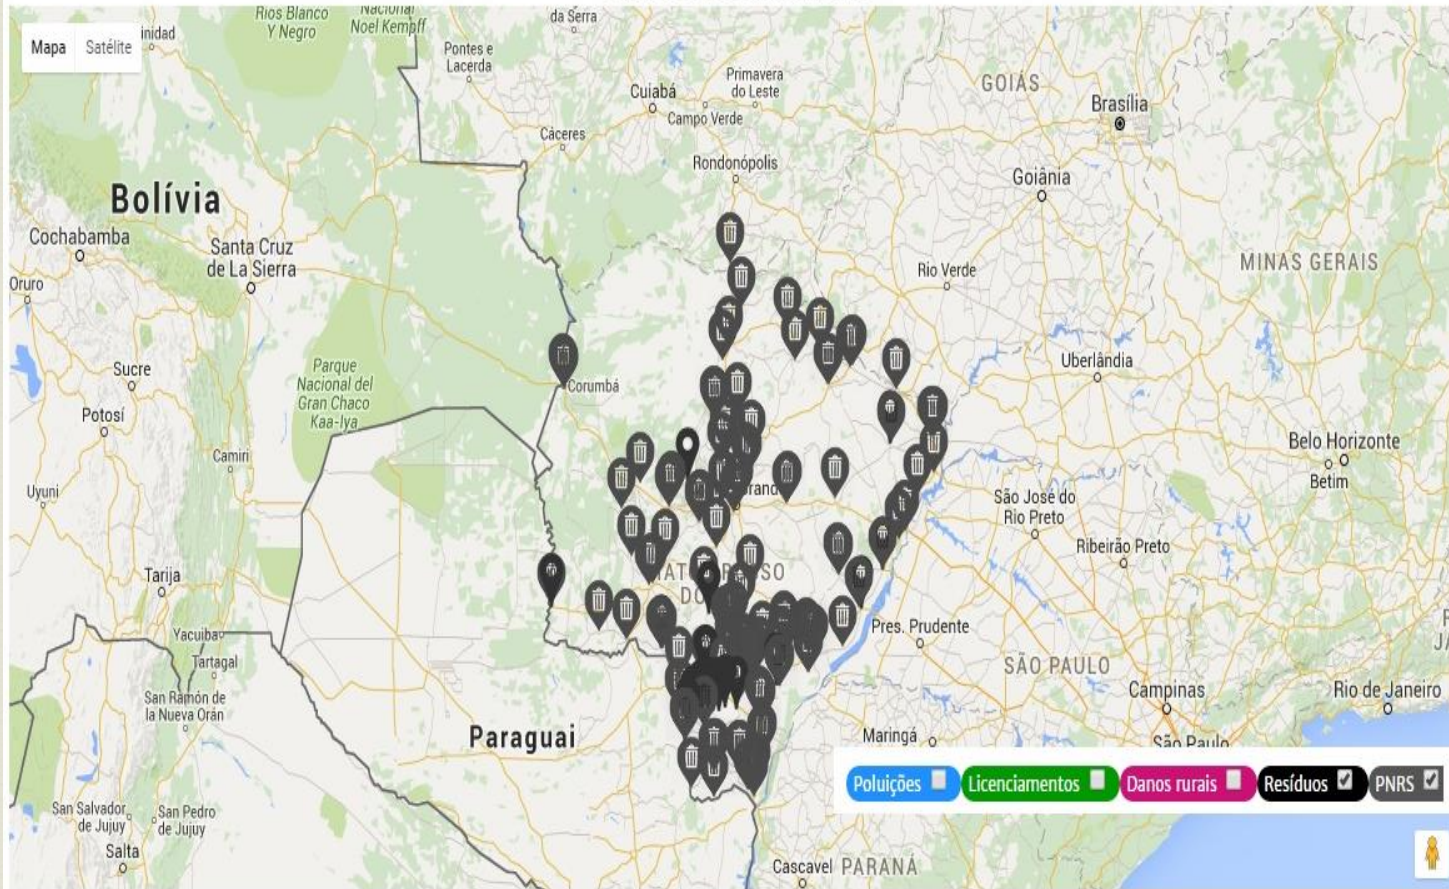 Mapa
Satélite
inidad
Rios Blanco
Y Negro
Nacional
Noel Kempff
Pontes e
Lacerda
da Serra
Cuiabá
Campo Verde
Primavera
do Leste
GOIÁS
Brasília
Cáceres
Rondonópolis
Goiânia
Bolívia
Cochabamba
Santa Cruz
de La Sierra
Oruro
Rio Verde
MINAS GERAIS
Parque
Nacional del
Gran Chaco
Kaa-Iya
Corumbá
Sucre
Potosí
Uberlândia
Camiri
Belo Horizonte
Betim
Uyuni
São José do
Rio Preto
Ribeirão Preto
Tarija
Pres. Prudente
Yacuiba
Tartagal
SÃO PAULO
San Ramón de
la Nueva Orán
Campinas
Rio de Janeiro
Paraguai
Maringá
São Paulo
Poluições
Licenciamentos
Danos rurais
Resíduos
PNRS
San Salvador
de Jujuy
San Pedro
de Jujuy
Salta
Cascavel
PARANÁ